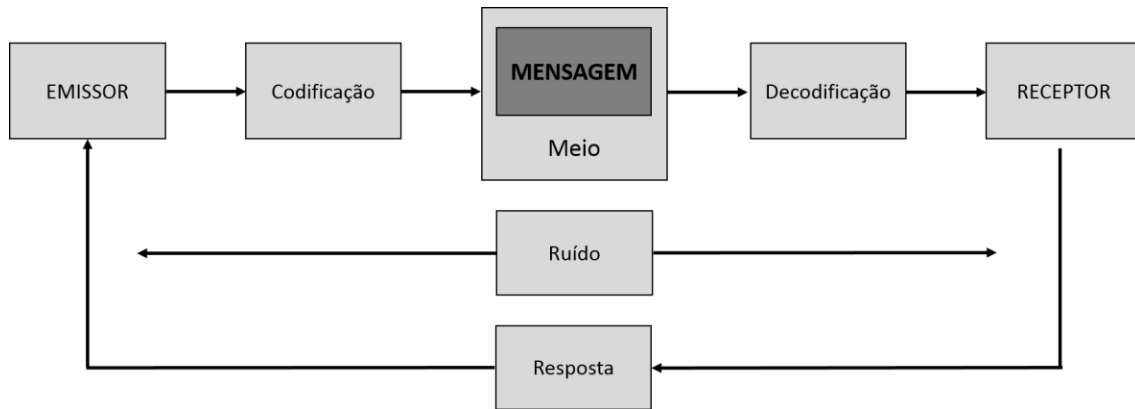 EMISSOR
Codificação
MENSAGEM
Meio
Decodificação
RECEPTOR
Ruído
Resposta